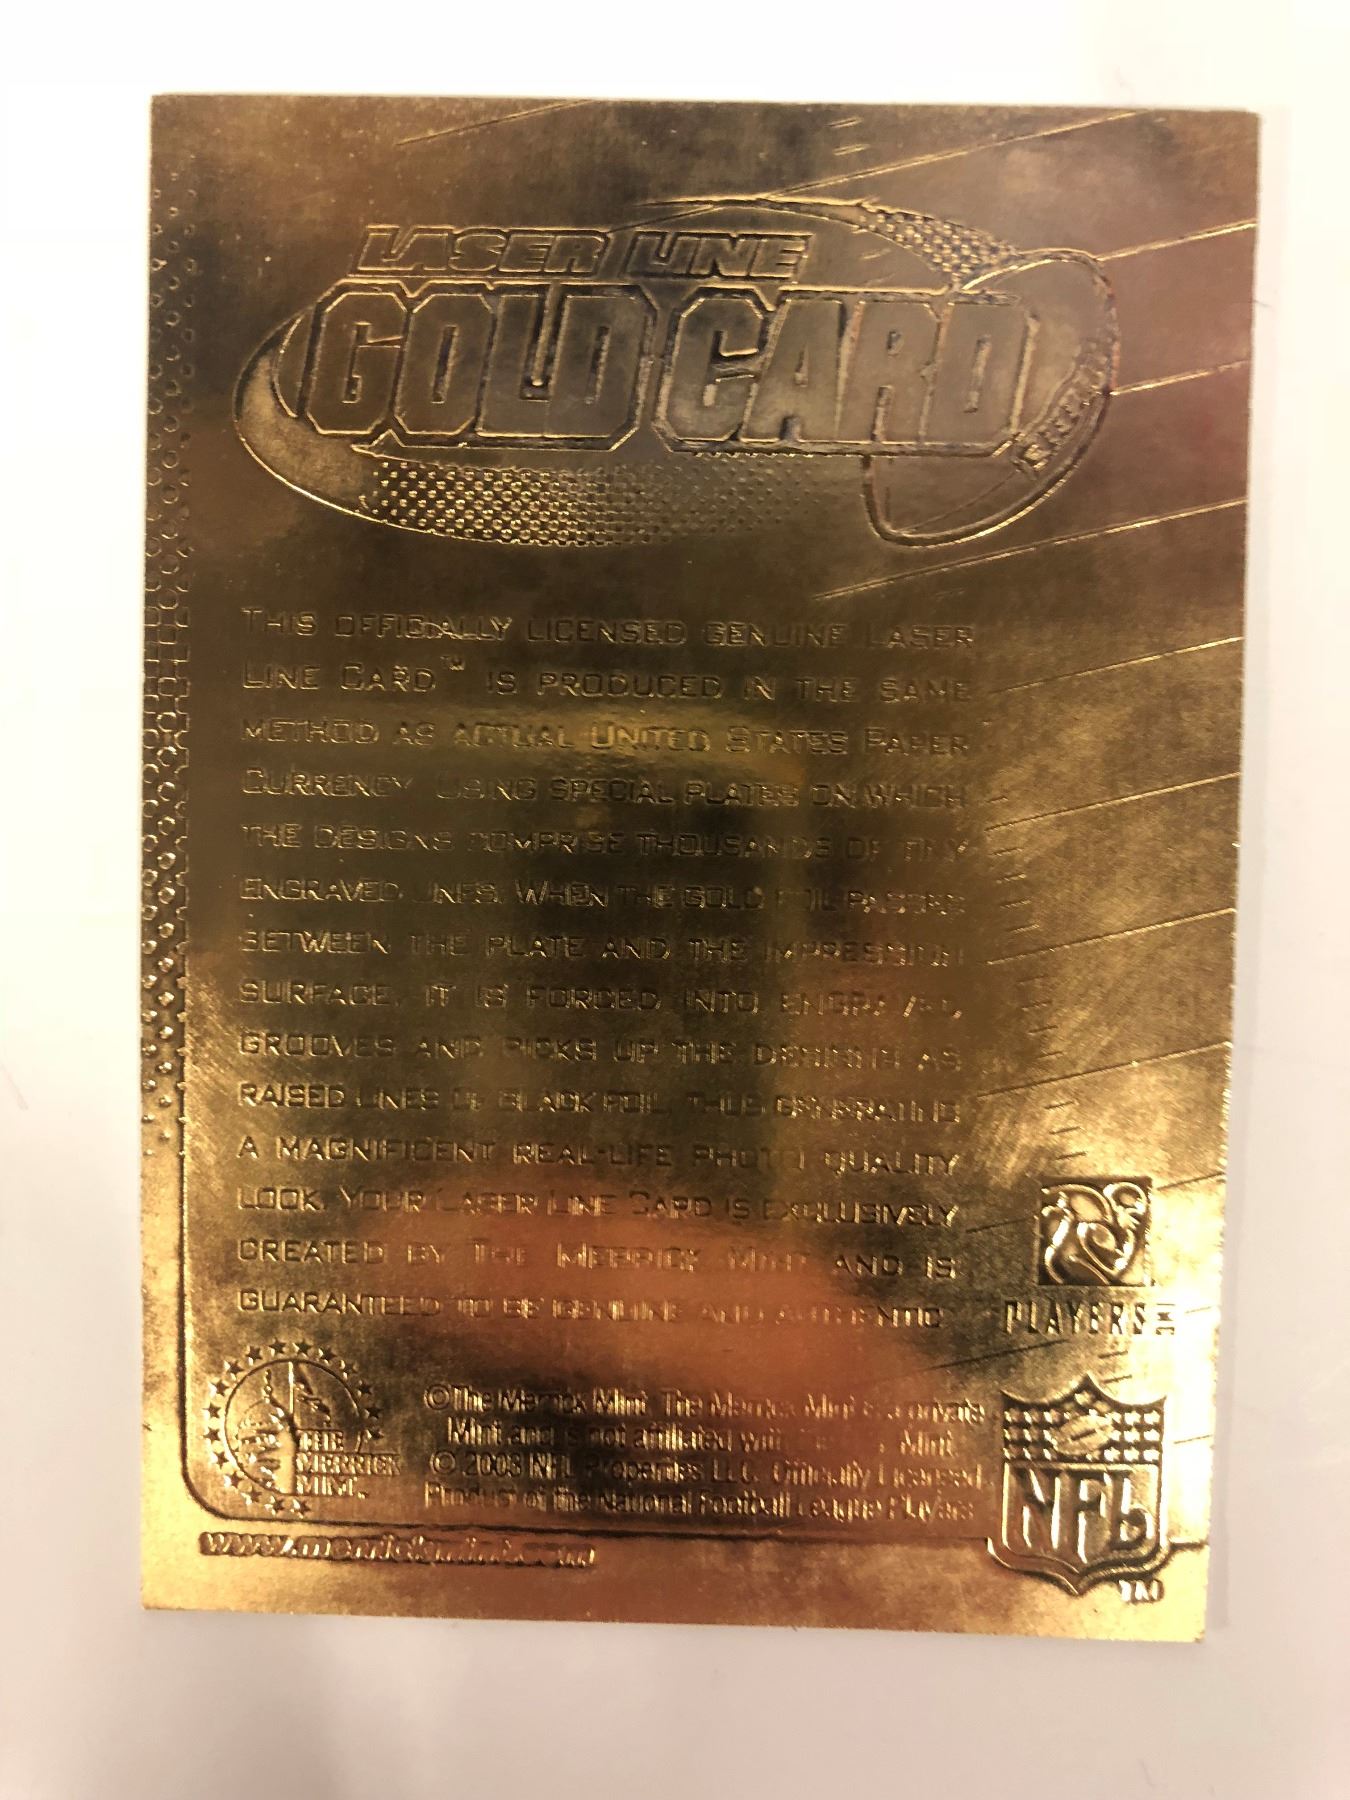 LASER LINE
GOLD CARD
THIS OFFICIALLY LICENSED GENUINE LASER
LINE CARD™ IS PRODUCED IN THE SAME
METHOD AS ACTUAL UNITED STATES PAPER
CURRENCY USING SPECIAL PLATES ON WHICH
THE DESIGNS COMPRISE THOUSANDS OF TINY
ENGRAVED LINES. WHEN THE GOLD FOIL PASSES
BETWEEN THE PLATE AND THE IMPRESSION
SURFACE, IT IS FORCED INTO ENGRAVED
GROOVES AND PICKS UP THE DESIGNS AS
RAISED LINES OF BLACK FOIL, THUS GENERATING
A MAGNIFICENT REAL-LIFE PHOTO QUALITY
LOOK. YOUR LASER LINE CARD IS EXCLUSIVELY
CREATED BY THE MERRICK MINT AND IS
GUARANTEED TO BE GENUINE AND AUTHENTIC
PLAYERS INC
THE
MERRICK
MINT
©The Merrick Mint. The Merrick Mint is a private
Mint and is not affiliated with Mint.
© 2008 NFL Properties LLC. Officially Licensed
Product of the National Football League Players
NFL
www.merrickmint.com